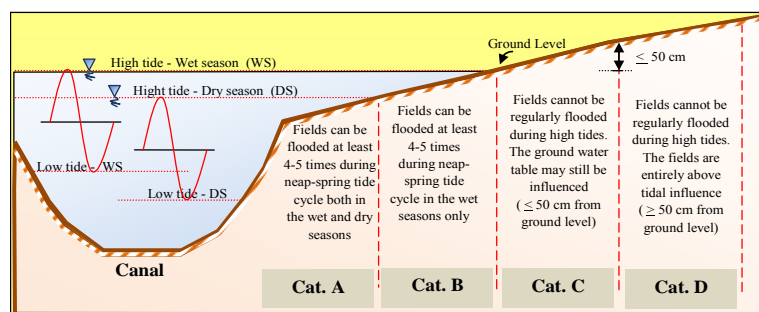 Ground Level
High tide - Wet season (WS)
≤ 50 cm
Hight tide - Dry season (DS)
Low tide - WS
Low tide - DS
Canal
Fields can be
flooded at least
4-5 times during
neap-spring tide
cycle both in
the wet and dry
seasons
Fields can be
flooded at least
4-5 times
during neap-
spring tide
cycle in the wet
seasons only
Fields cannot be
regularly flooded
during high tides.
The ground water
table may still be
influenced
( ≤ 50 cm from
ground level)
Fields cannot be
regularly flooded
during high tides.
The fields are
entirely above
tidal influence
( ≥ 50 cm from
ground level)
Cat. A
Cat. B
Cat. C
Cat. D